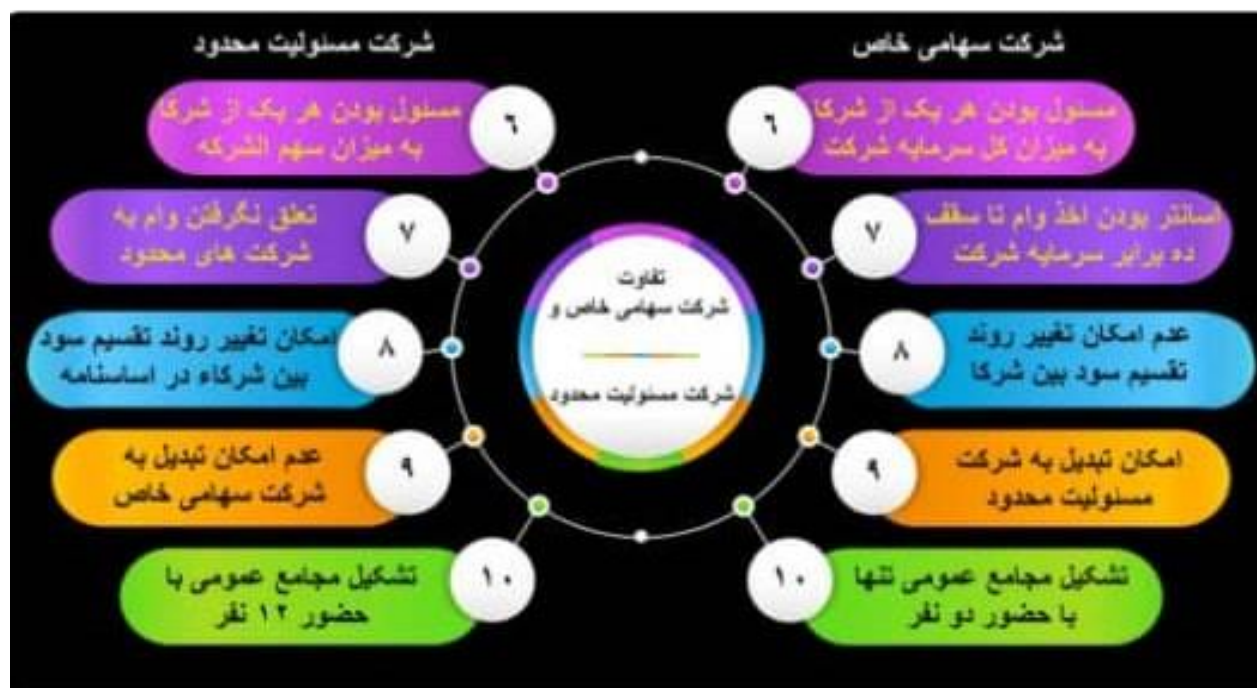 شرکت سهامی خاص
۶
مسئول بودن هر یک از شرکا
به میزان کل سرمایه شرکت
۷
اسانتر بودن اخذ وام تا سقف
ده برابر سرمایه شرکت
۸
عدم امکان تغییر روند
تقسیم سود بین شرکا
۹
امکان تبدیل به شرکت
مسئولیت محدود
۱۰
تشکیل مجامع عمومی تنها
با حضور دو نفر
تفاوت
شرکت سهامی خاص و
شرکت مسئولیت محدود
شرکت مسئولیت محدود
۶
مسئول بودن هر یک از شرکا
به میزان سهم الشرکه
۷
تعلق نگرفتن وام به
شرکت های محدود
۸
امکان تغییر روند تقسیم سود
بین شرکاء در اساسنامه
۹
عدم امکان تبدیل به
شرکت سهامی خاص
۱۰
تشکیل مجامع عمومی با
حضور ۱۲ نفر